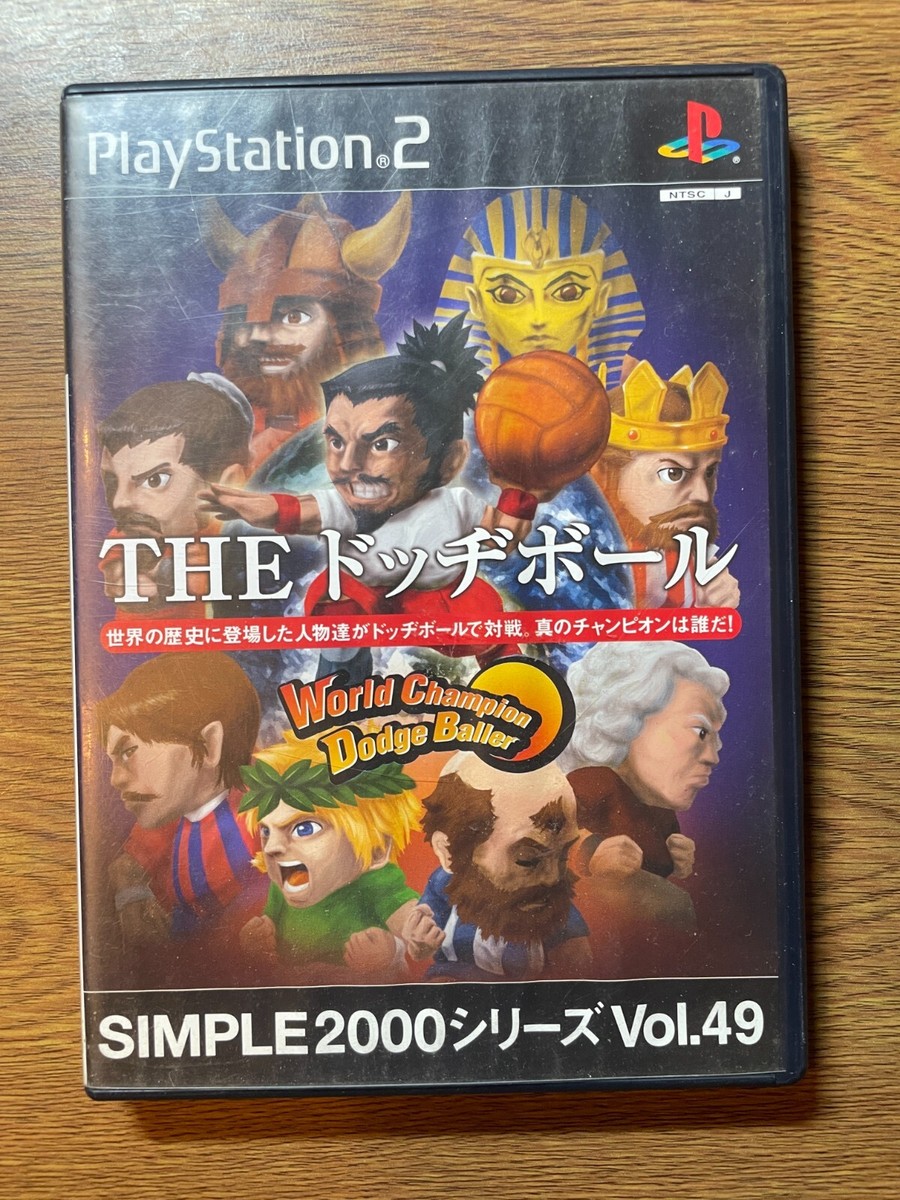 PlayStation®2
NTSC J
THE ドッヂボール
世界の歴史に登場した人物達がドッヂボールで対戦。真のチャンピオンは誰だ!
World Champion
Dodge Baller
SIMPLE2000シリーズ Vol.49